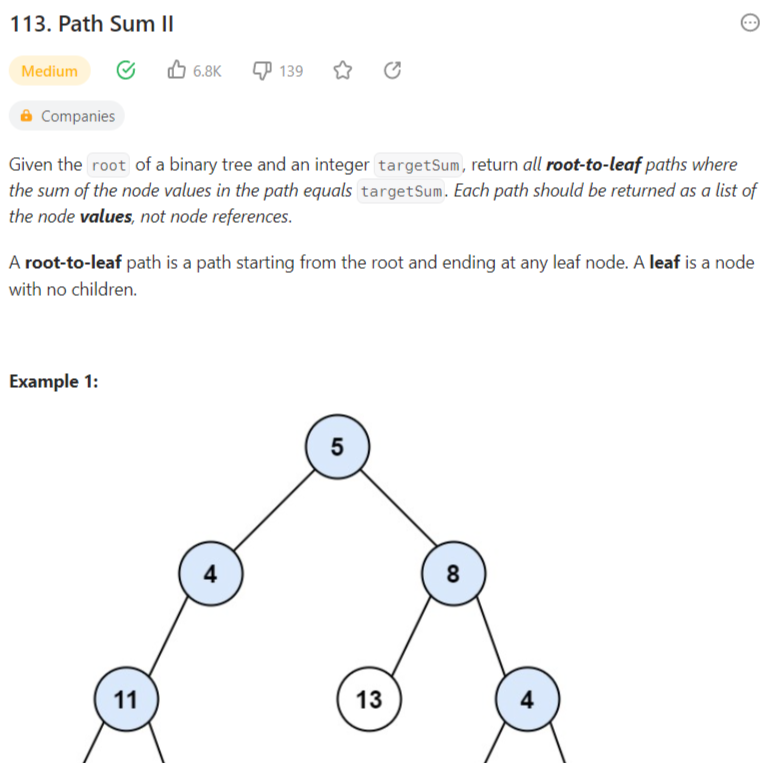 113. Path Sum II
Medium 6.8K 139
Companies
Given the root of a binary tree and an integer targetSum, return all root-to-leaf paths where
the sum of the node values in the path equals targetSum. Each path should be returned as a list of
the node values, not node references.
A root-to-leaf path is a path starting from the root and ending at any leaf node. A leaf is a node
with no children.
Example 1:
5
4 8
11 13 4